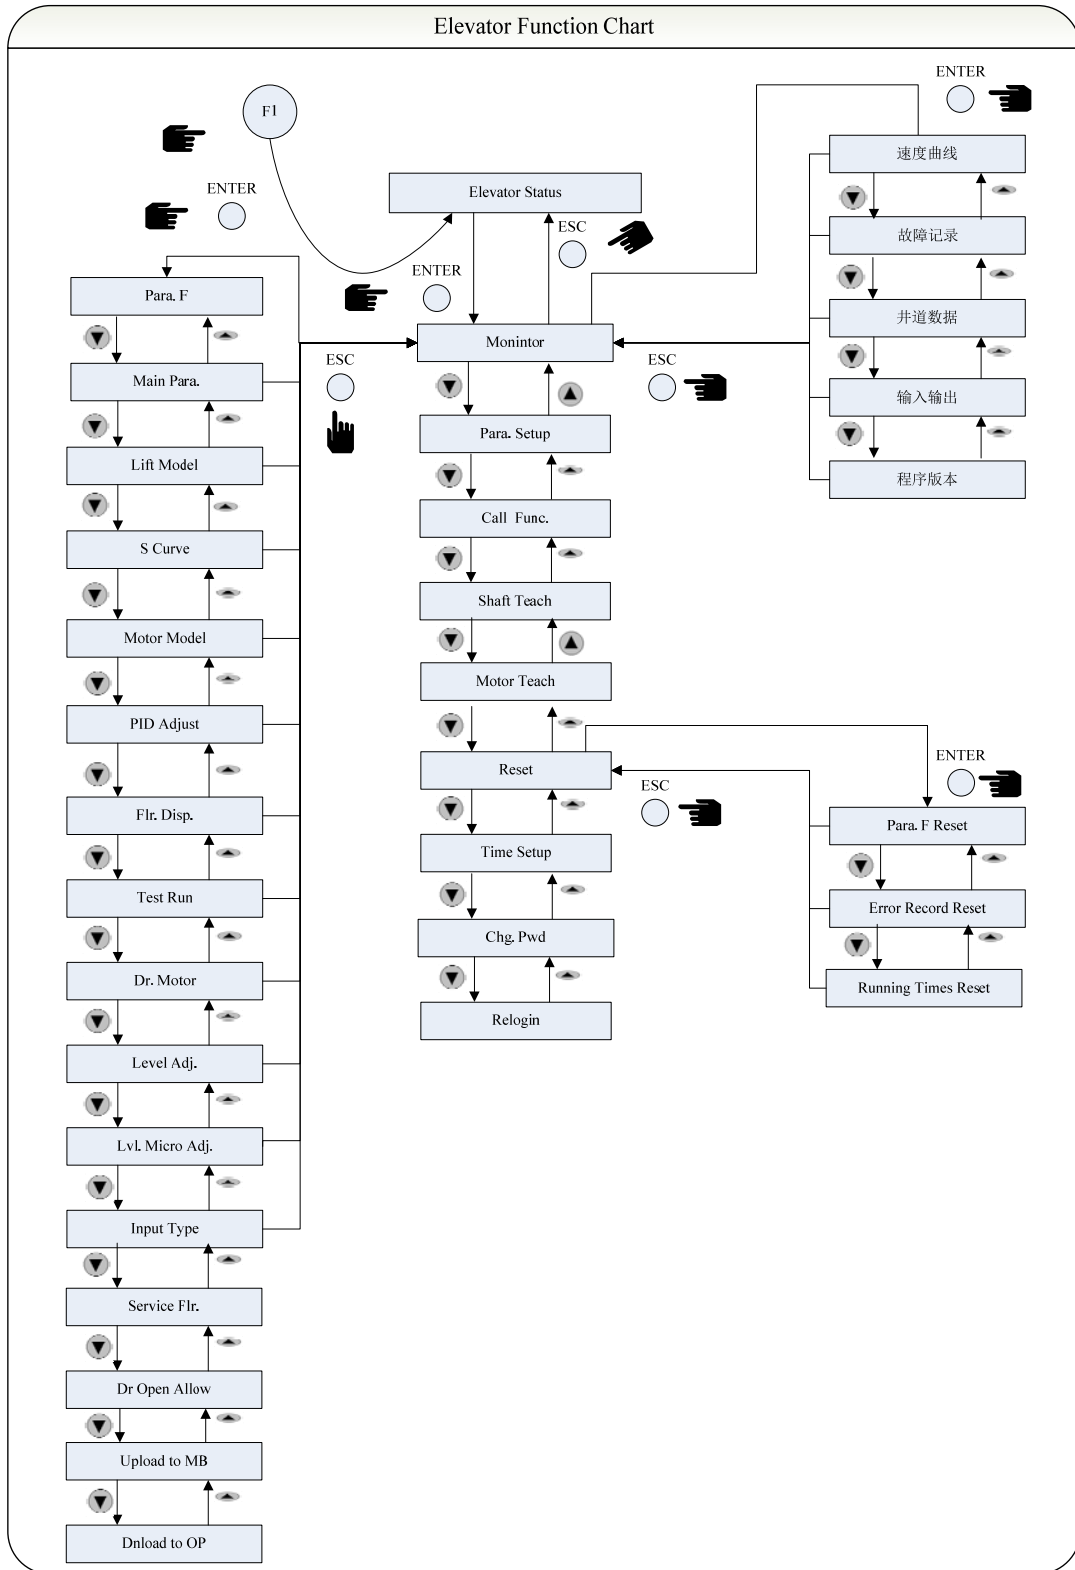 Elevator Function Chart
F1
ENTER
ENTER
ESC
ENTER
Elevator Status
Monintor
Para. Setup
Call Func.
Shaft Teach
Motor Teach
Reset
Time Setup
Chg. Pwd
Relogin
Para. F
Main Para.
Lift Model
S Curve
Motor Model
PID Adjust
Flr. Disp.
Test Run
Dr. Motor
Level Adj.
Lvl. Micro Adj.
Input Type
Service Flr.
Dr Open Allow
Upload to MB
Dnload to OP
ESC
ESC
速度曲线
故障记录
井道数据
输入输出
程序版本
ESC
ENTER
Para. F Reset
Error Record Reset
Running Times Reset